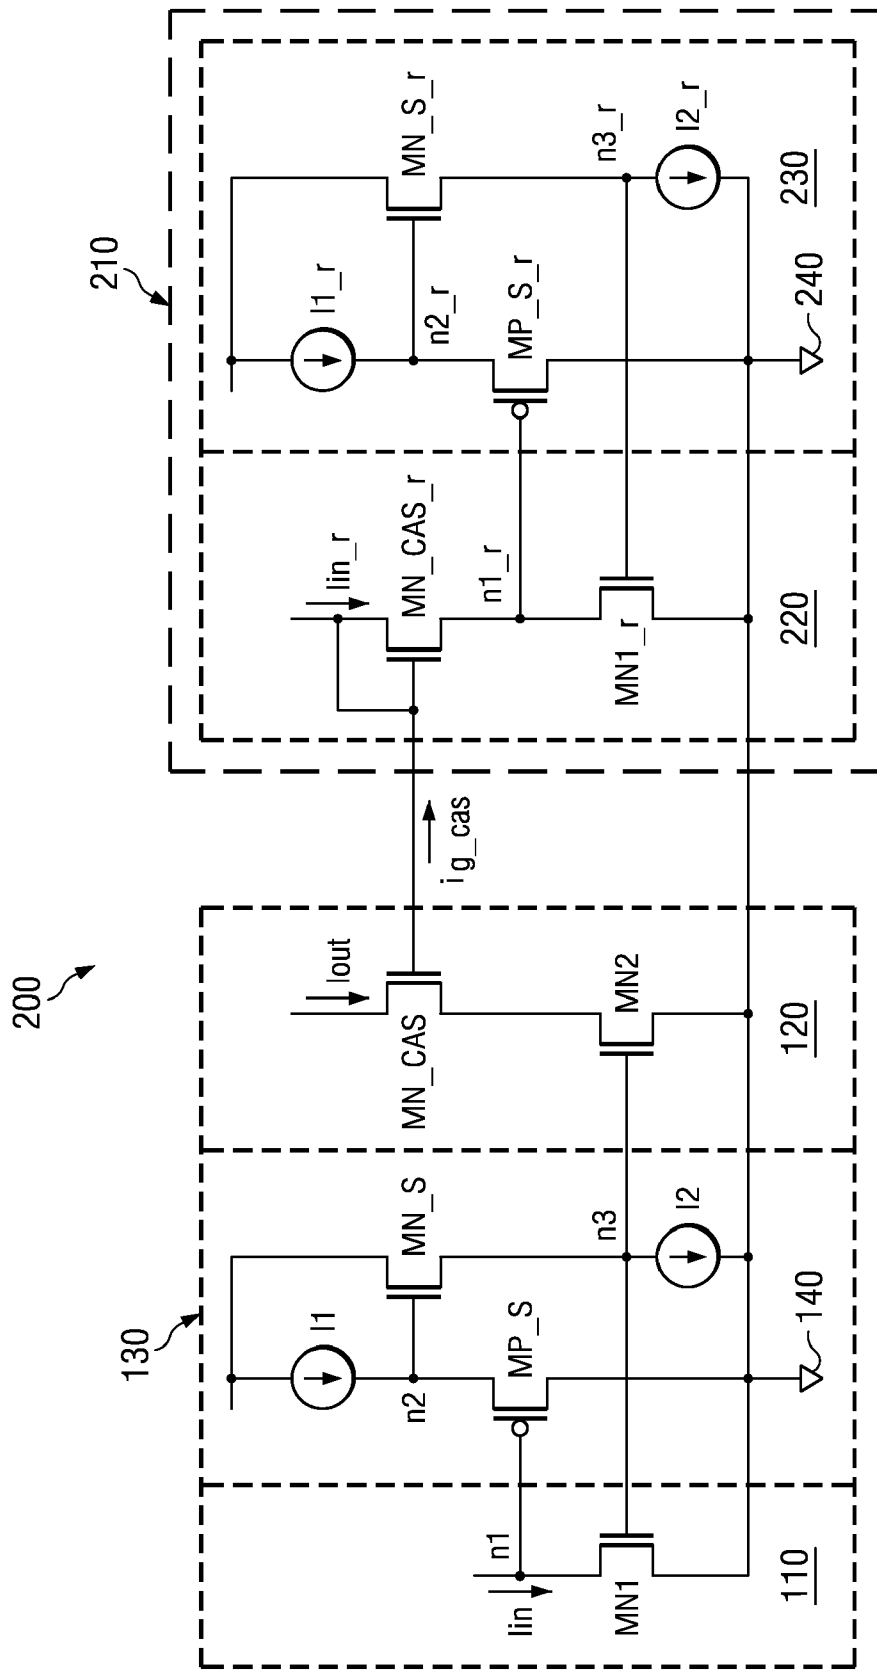 200
210
130
I1
n2
MN_S
MP_S
n1
Iin
MN1
n3
I2
110
140
Iout
MN_CAS
MN2
120
ig_cas
Iin_r
MN_CAS_r
n1_r
MN1_r
220
I1_r
n2_r
MN_S_r
MP_S_r
n3_r
I2_r
230
240